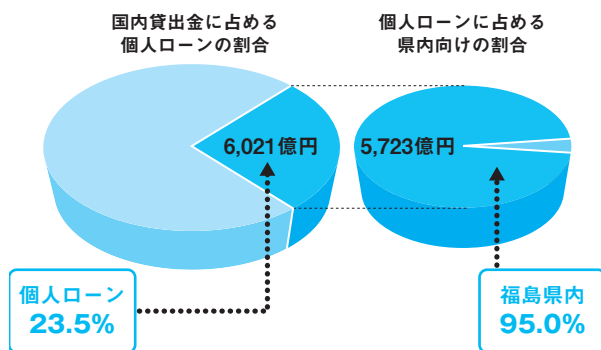 国内貸出金に占める
個人ローンの割合
個人ローンに占める
県内向けの割合
6,021億円
5,723億円
個人ローン
23.5%
福島県内
95.0%